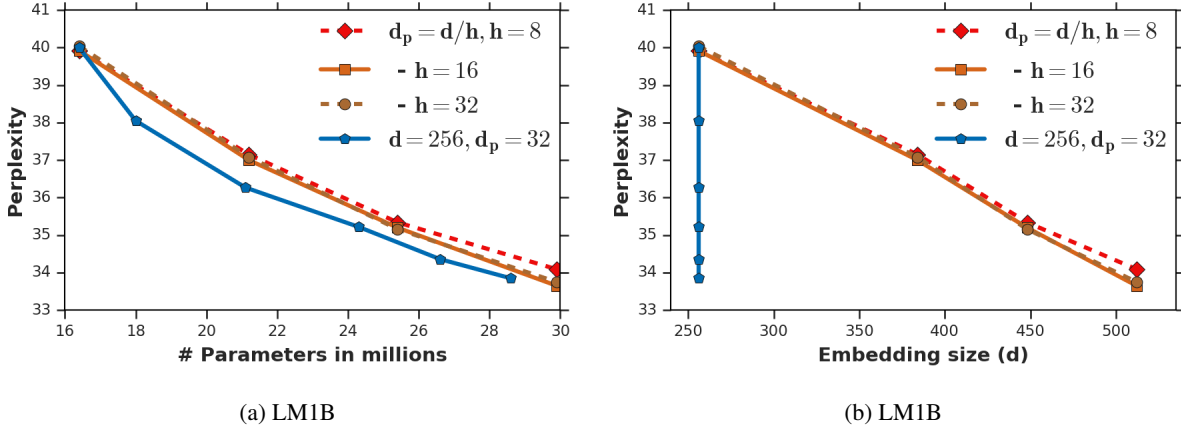 41
40
39
38
37
36
35
34
33
Perplexity
16 18 20 22 24 26 28 30
# Parameters in millions
d_p = d/h, h = 8
- h = 16
- h = 32
d = 256, d_p = 32
(a) LM1B
41
40
39
38
37
36
35
34
33
Perplexity
250 300 350 400 450 500
Embedding size (d)
d_p = d/h, h = 8
- h = 16
- h = 32
d = 256, d_p = 32
(b) LM1B